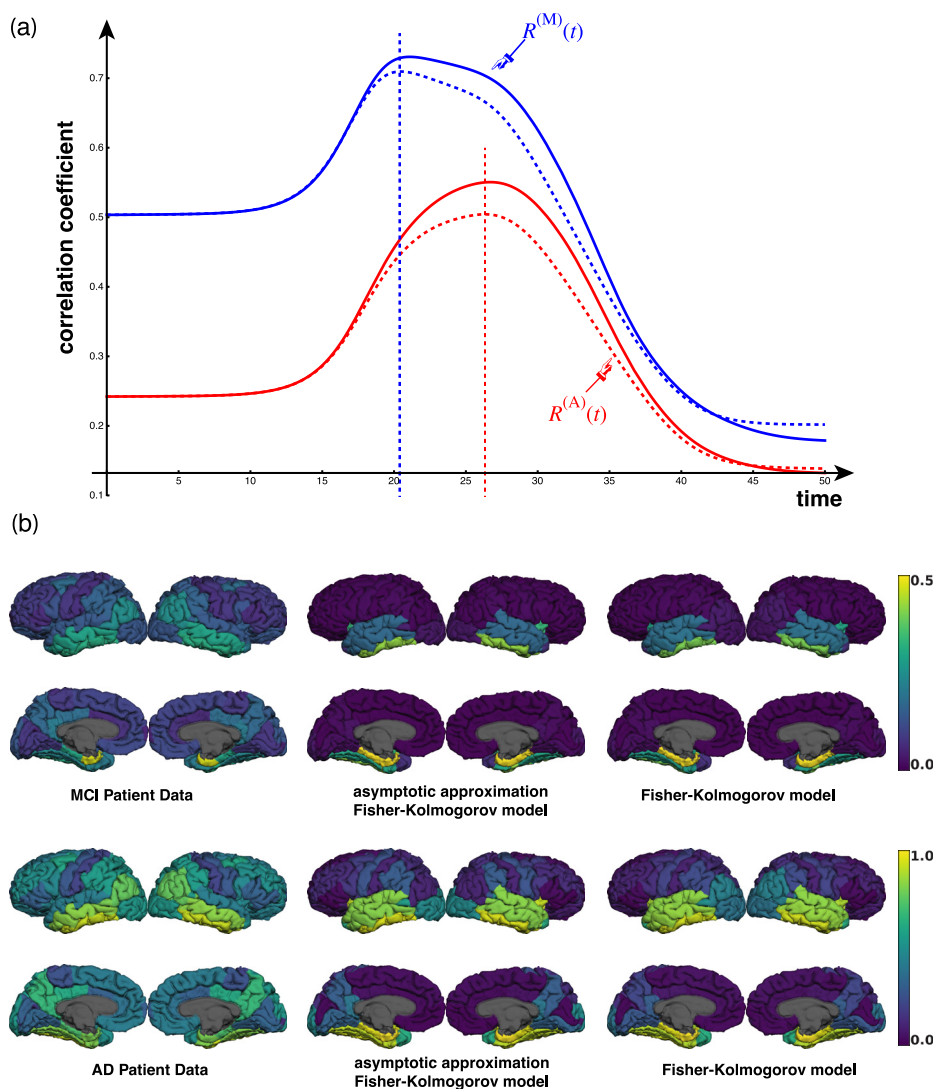 (a)
R(M)(t)
0.7
0.6
0.5
0.4
0.3
0.2
0.1
correlation coefficient
R(A)(t)
5 10 15 20 25 30 35 40 45 50
time
(b)
0.5
0.0
MCI Patient Data
asymptotic approximation
Fisher-Kolmogorov model
Fisher-Kolmogorov model
1.0
0.0
AD Patient Data
asymptotic approximation
Fisher-Kolmogorov model
Fisher-Kolmogorov model